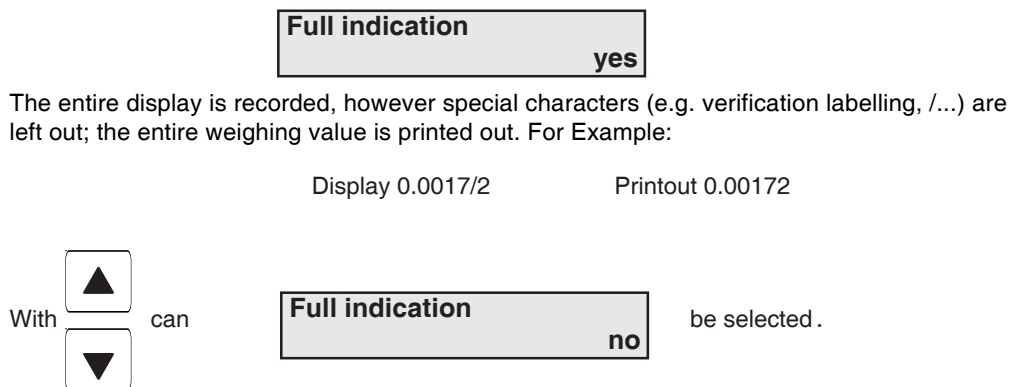 Full indication
yes
The entire display is recorded, however special characters (e.g. verification labelling, /...) are
left out; the entire weighing value is printed out. For Example:
Display 0.0017/2 Printout 0.00172
With can Full indication be selected.
no